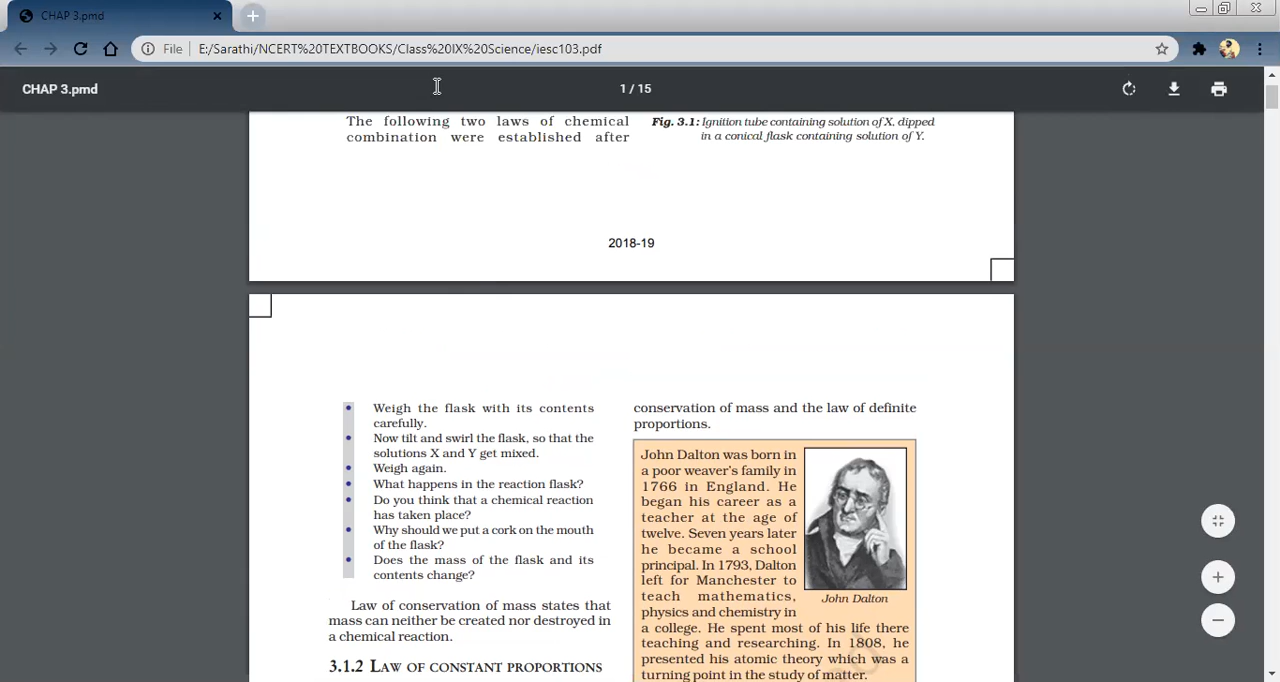 CHAP 3.pmd
File
E:/Sarathi/NCERT%20TEXTBOOKS/Class%20IX%20Science/iesc103.pdf
CHAP 3.pmd
1 / 15
The following two laws of chemical
combination were established after
Fig. 3.1: Ignition tube containing solution of X, dipped
in a conical flask containing solution of Y.
2018-19
• Weigh the flask with its contents
carefully.
• Now tilt and swirl the flask, so that the
solutions X and Y get mixed.
• Weigh again.
• What happens in the reaction flask?
• Do you think that a chemical reaction
has taken place?
• Why should we put a cork on the mouth
of the flask?
• Does the mass of the flask and its
contents change?
Law of conservation of mass states that
mass can neither be created nor destroyed in
a chemical reaction.
3.1.2 LAW OF CONSTANT PROPORTIONS
conservation of mass and the law of definite
proportions.
John Dalton was born in
a poor weaver's family in
1766 in England. He
began his career as a
teacher at the age of
twelve. Seven years later
he became a school
principal. In 1793, Dalton
left for Manchester to
teach mathematics,
physics and chemistry in
a college. He spent most of his life there
teaching and researching. In 1808, he
presented his atomic theory which was a
turning point in the study of matter.
John Dalton